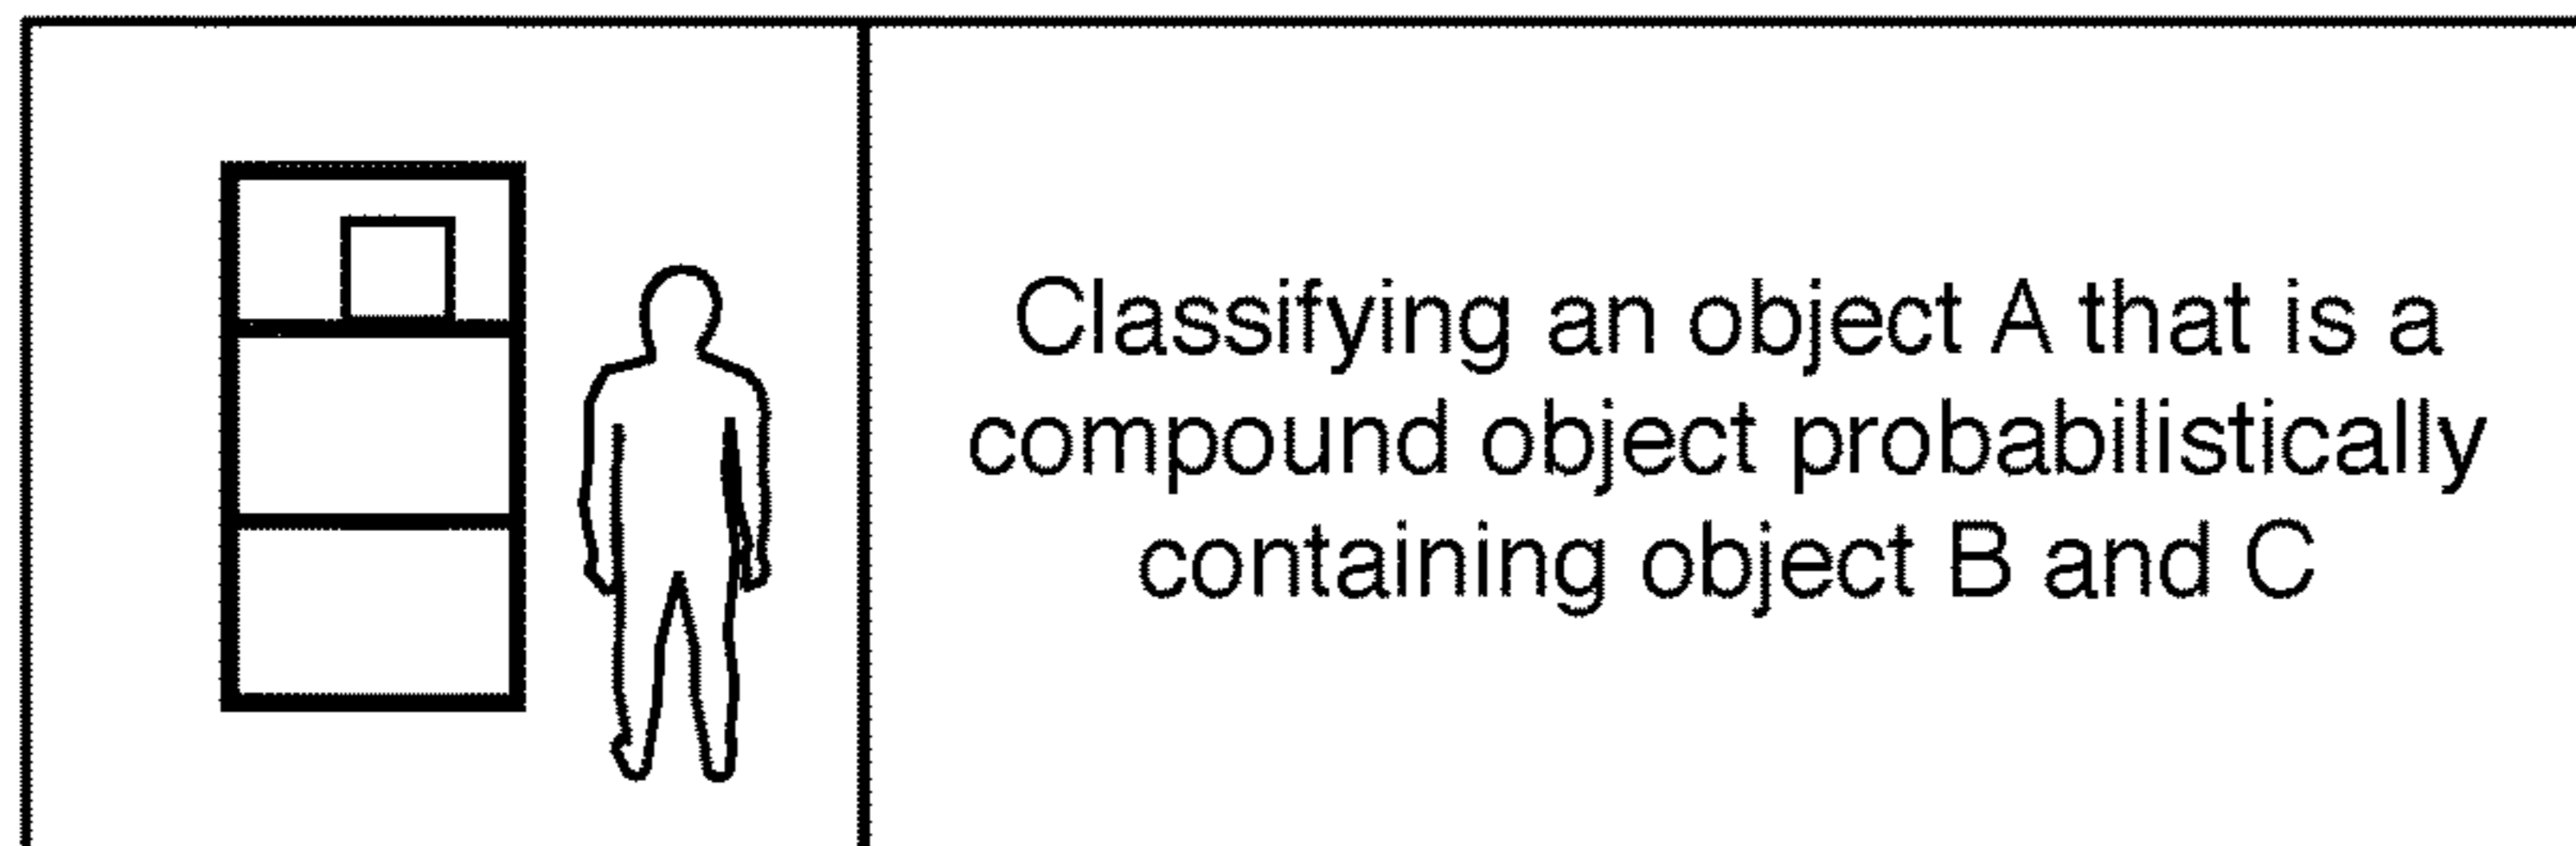 Classifying an object A that is a
compound object probabilistically
containing object B and C